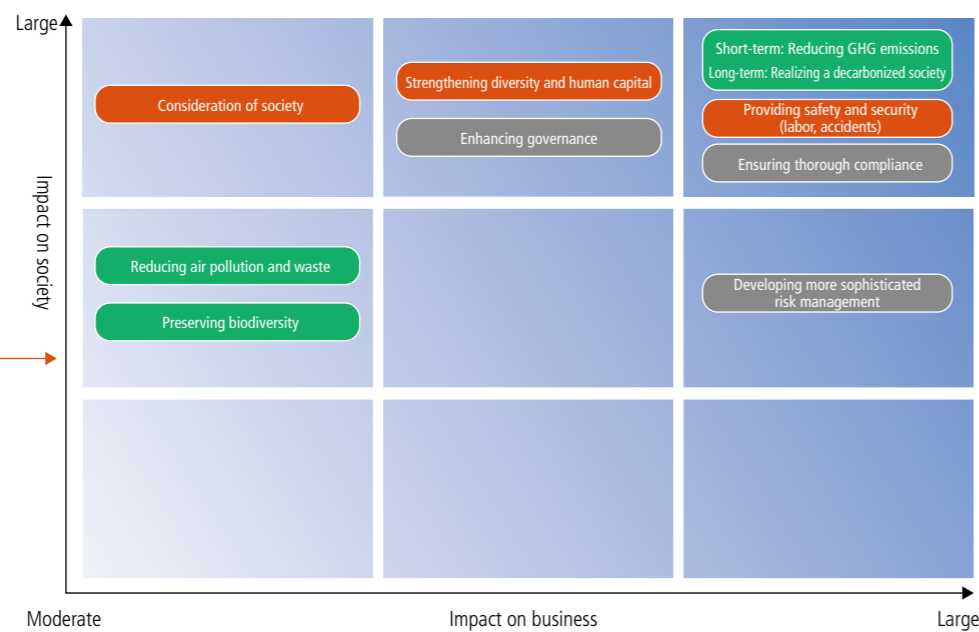 Large
Impact on society
Consideration of society
Strengthening diversity and human capital
Enhancing governance
Short-term: Reducing GHG emissions
Long-term: Realizing a decarbonized society
Providing safety and security
(labor, accidents)
Ensuring thorough compliance
Reducing air pollution and waste
Preserving biodiversity
Developing more sophisticated
risk management
Moderate
Impact on business
Large